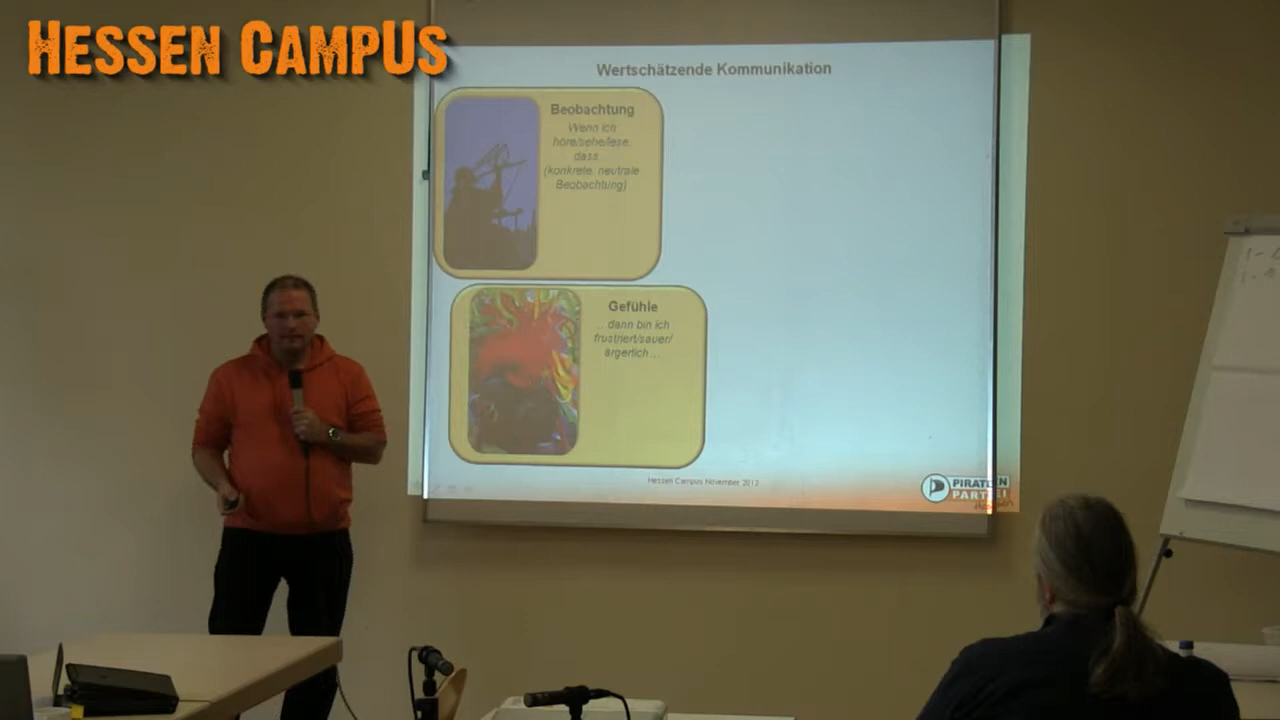 HESSEN CAMPUS
Wertschätzende Kommunikation
Beobachtung
Wenn ich
höre/sehe/lese,
dass...
(konkrete, neutrale
Beobachtung)
Gefühle
... dann bin ich
frustriert/sauer/
ärgerlich...
Hessen Campus November 2012
PIRATEN
PARTEI
Hessen